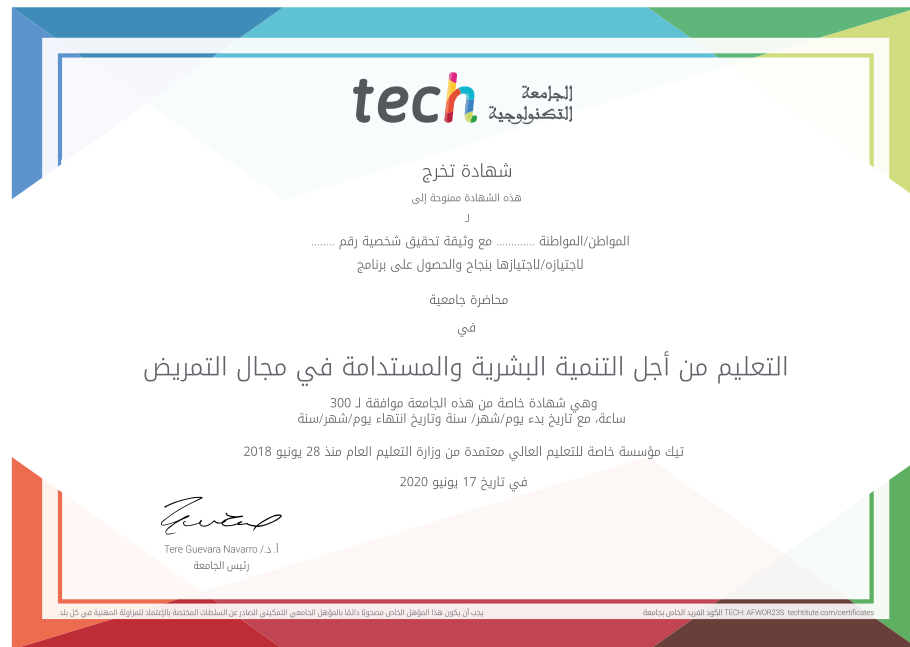 tech الجامعة
التكنولوجية
شهادة تخرج
هذه الشهادة ممنوحة إلى
لـ
المواطن/المواطنة ............. مع وثيقة تحقيق شخصية رقم ........
لاجتيازه/لاجتيازها بنجاح والحصول على برنامج
محاضرة جامعية
في
التعليم من أجل التنمية البشرية والمستدامة في مجال التمريض
وهي شهادة خاصة من هذه الجامعة موافقة لـ 300
ساعة، مع تاريخ بدء يوم/شهر/ سنة وتاريخ انتهاء يوم/شهر/سنة
تيك مؤسسة خاصة للتعليم العالي معتمدة من وزارة التعليم العام منذ 28 يونيو 2018
في تاريخ 17 يونيو 2020
أ.د./ Tere Guevara Navarro
رئيس الجامعة
يجب أن يكون هذا المؤهل الخاص مصحوبًا دائمًا بالمؤهل الجامعي التمكيني الصادر عن السلطات المختصة بالإعتماد للمزاولة المهنية في كل بلد.
الكود الفريد الخاص بجامعة TECH: AFWOR23S techtitute.com/certificates